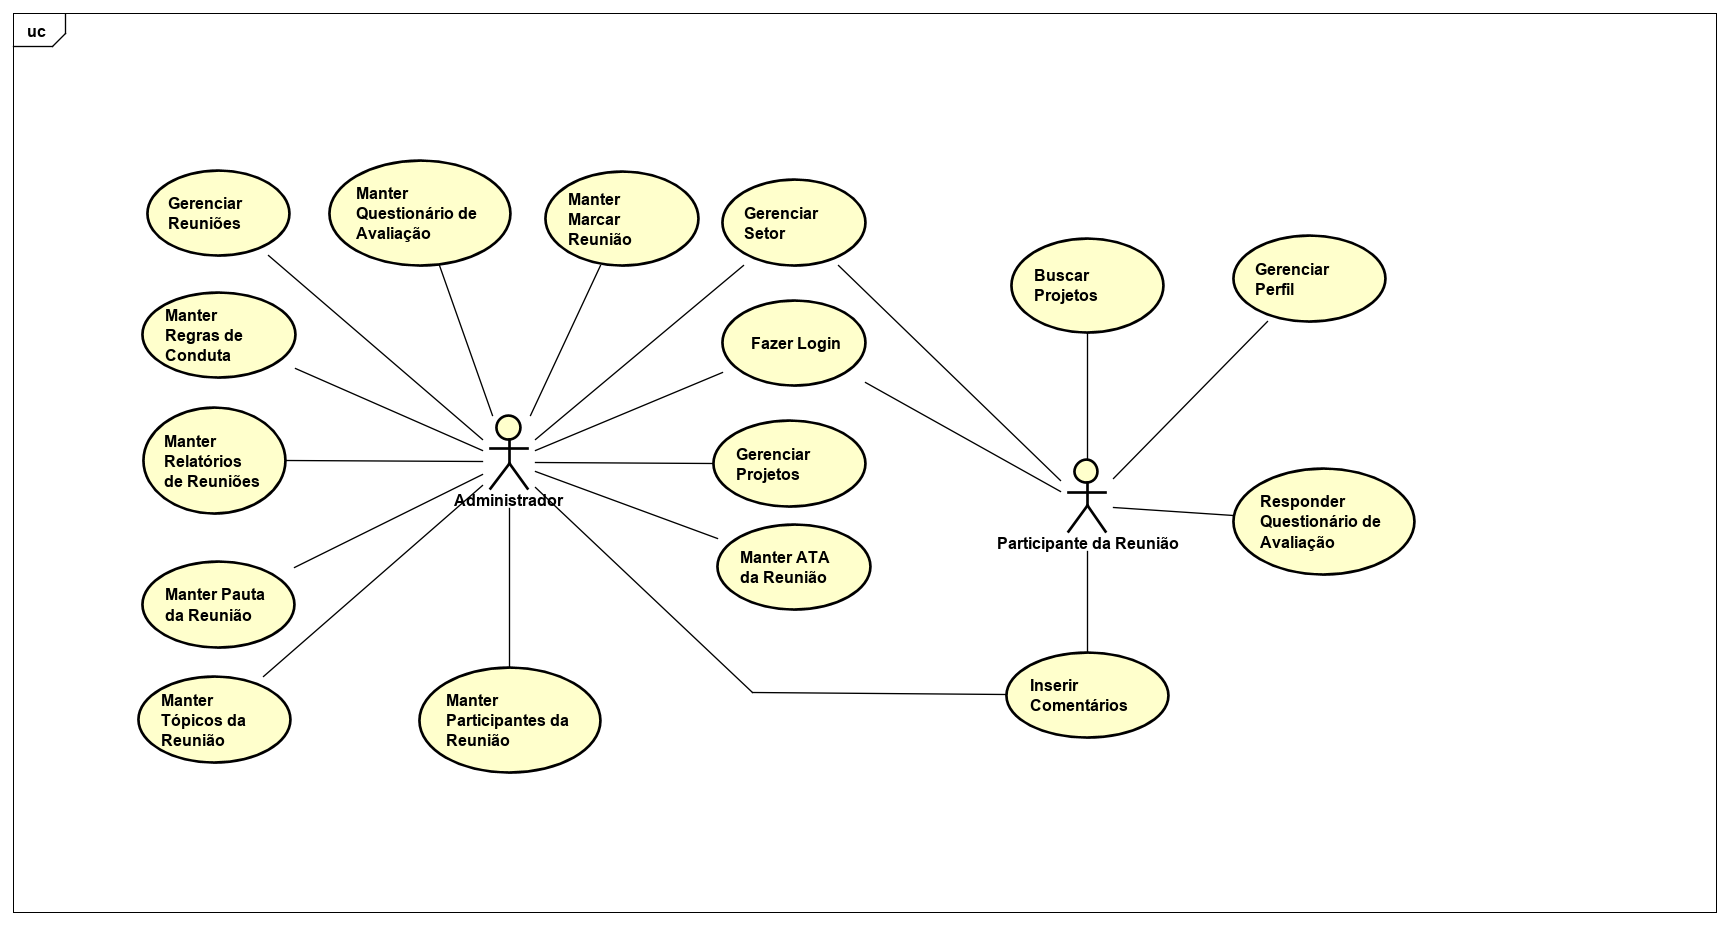 uc
Gerenciar
Reuniões
Manter
Questionário de
Avaliação
Manter
Marcar
Reunião
Gerenciar
Setor
Buscar
Projetos
Gerenciar
Perfil
Manter
Regras de
Conduta
Fazer Login
Manter
Relatórios
de Reuniões
Administrador
Gerenciar
Projetos
Participante da Reunião
Responder
Questionário de
Avaliação
Manter ATA
da Reunião
Manter Pauta
da Reunião
Manter
Tópicos da
Reunião
Manter
Participantes da
Reunião
Inserir
Comentários